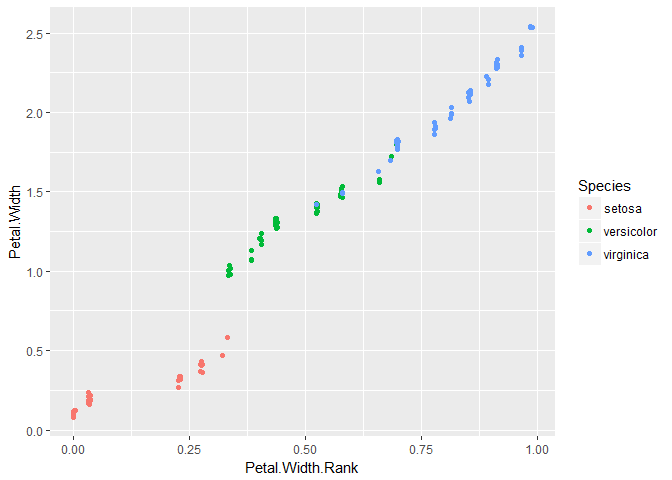 2.5
2.0
1.5
1.0
0.5
0.0
Petal.Width
0.00 0.25 0.50 0.75 1.00
Petal.Width.Rank
Species
setosa
versicolor
virginica